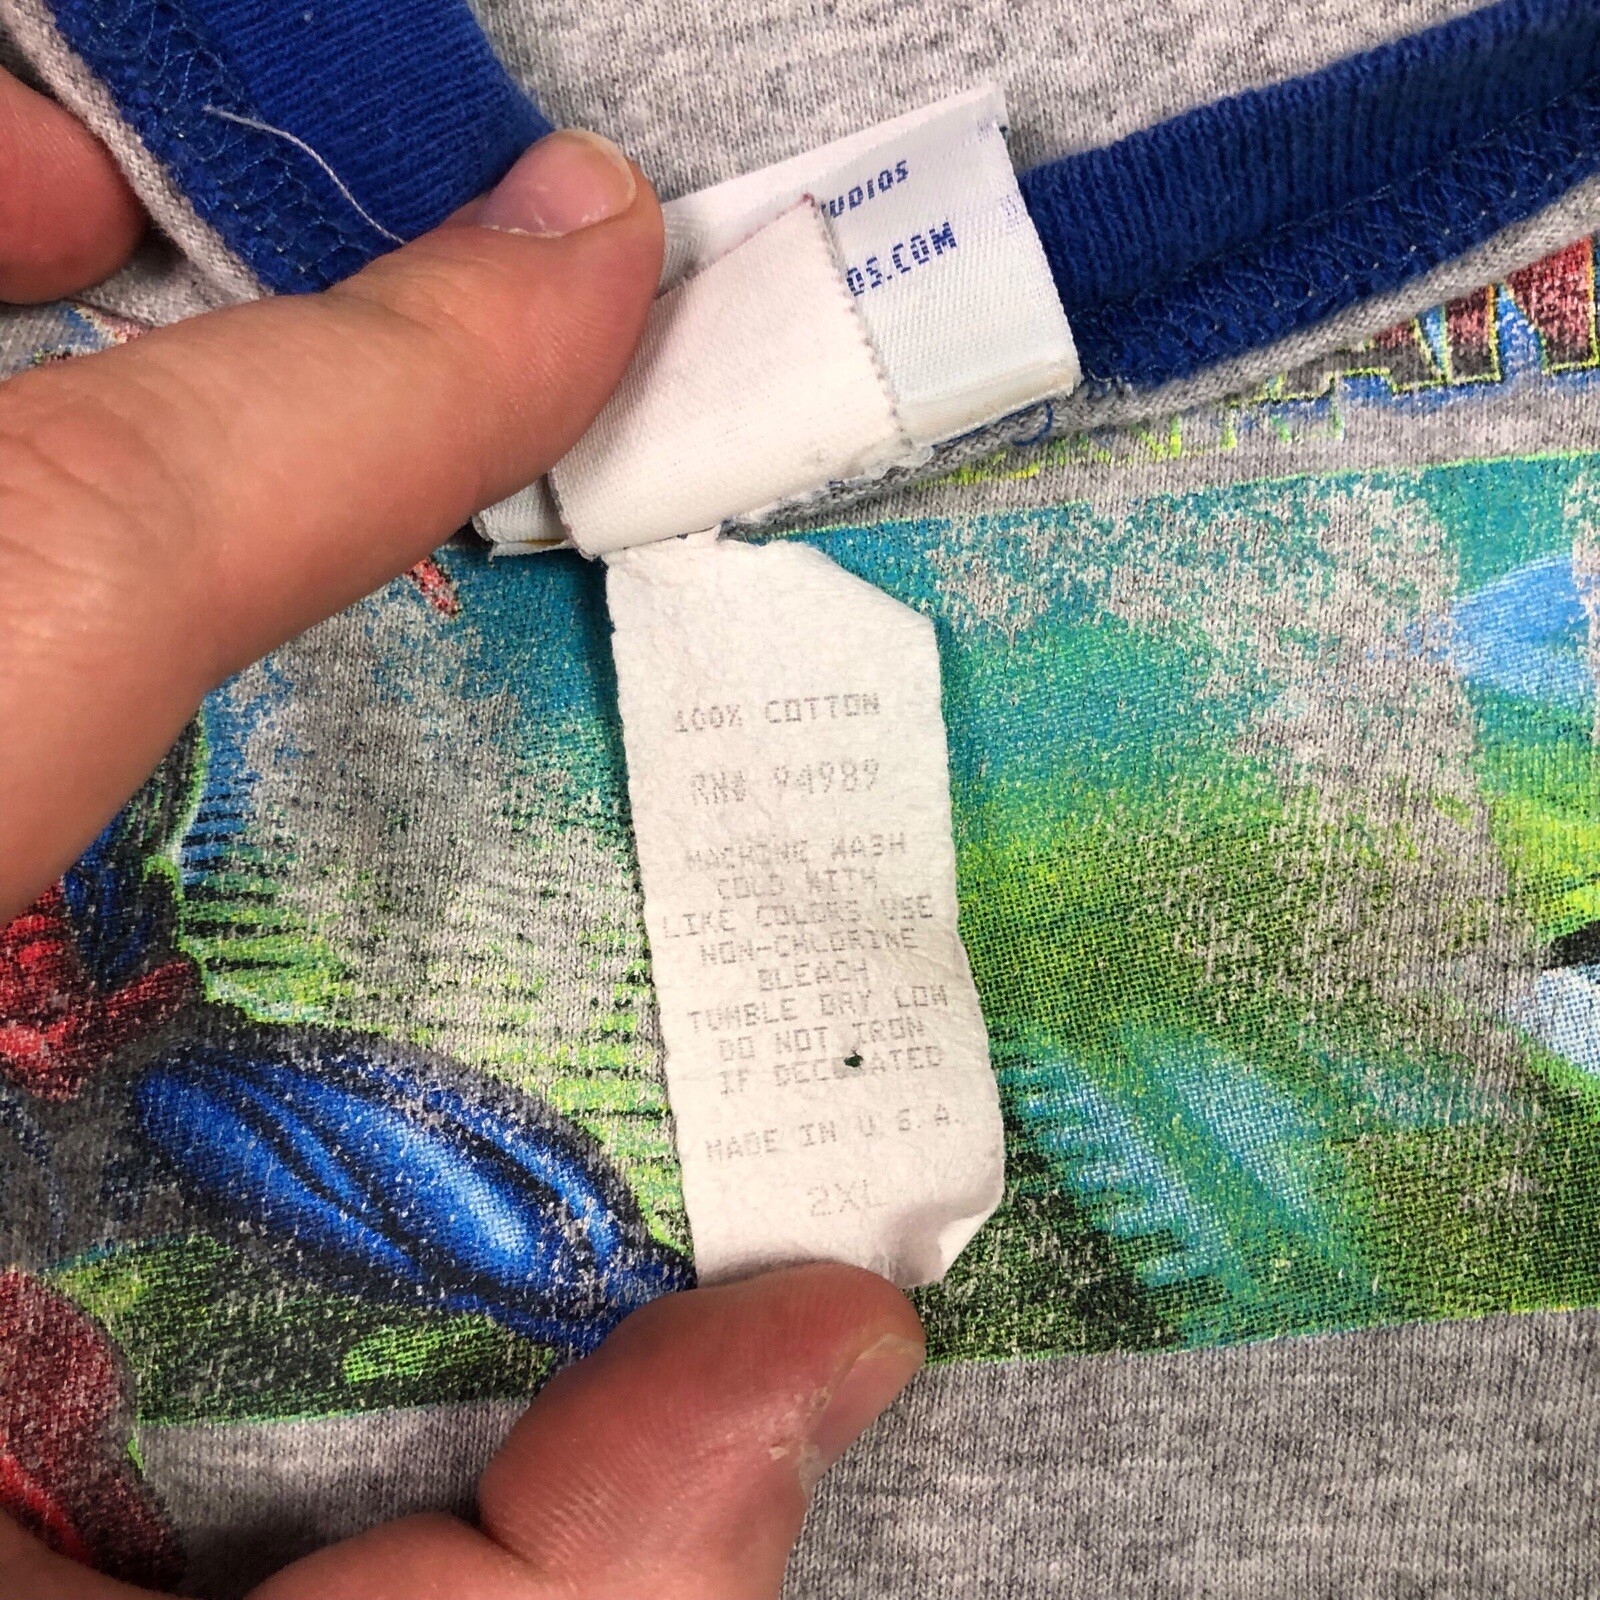 UDIOS
DS.COM
100% COTTON
RN# 94989
MACHINE WASH
COLD WITH
LIKE COLORS USE
NON-CHLORINE
BLEACH
TUMBLE DRY LOW
DO NOT IRON
IF DECORATED
MADE IN U.S.A.
2XL